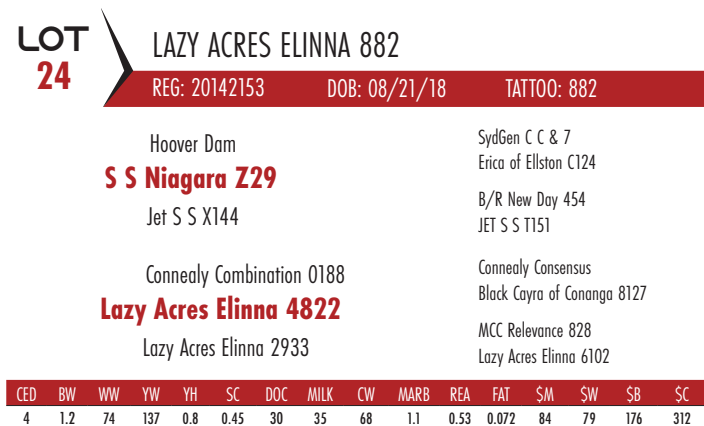 LOT
24
LAZY ACRES ELINNA 882
REG: 20142153 DOB: 08/21/18 TATTOO: 882
Hoover Dam
S S Niagara Z29
Jet S S X144
SydGen C C & 7
Erica of Ellston C124
B/R New Day 454
JET S S T151
Connealy Combination 0188
Lazy Acres Elinna 4822
Lazy Acres Elinna 2933
Connealy Consensus
Black Cayra of Conanga 8127
MCC Relevance 828
Lazy Acres Elinna 6102
CED BW WW YW YH SC DOC MILK CW MARB REA FAT $M $W $B $C
4 1.2 74 137 0.8 0.45 30 35 68 1.1 0.53 0.072 84 79 176 312